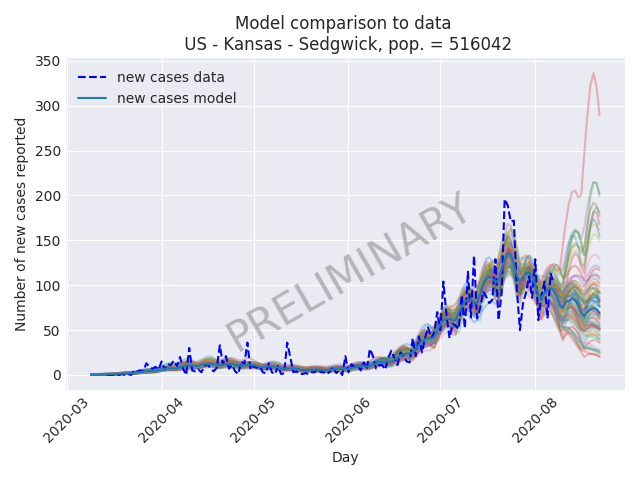 Model comparison to data
US - Kansas - Sedgwick, pop. = 516042
350
300
250
200
150
100
50
0
Number of new cases reported
new cases data
new cases model
PRELIMINARY
2020-03
2020-04
2020-05
2020-06
2020-07
2020-08
Day